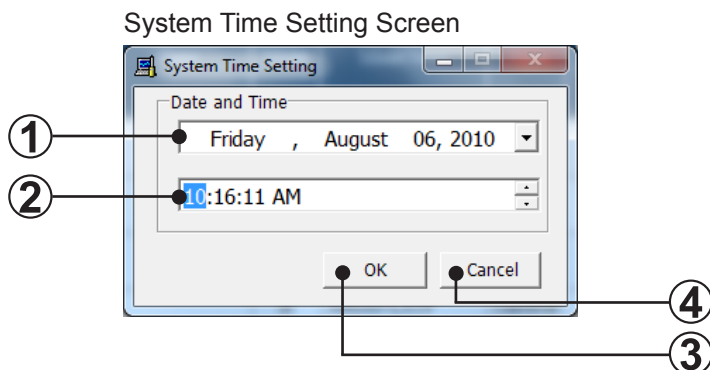 System Time Setting Screen
System Time Setting
Date and Time
1
Friday , August 06, 2010
2
10:16:11 AM
OK
Cancel
4
3